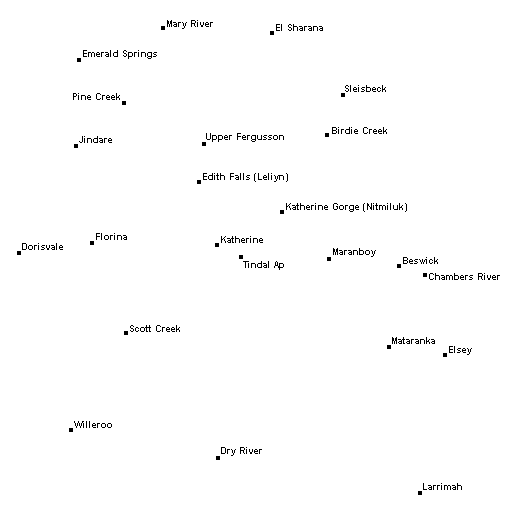 Mary River
El Sharana
Emerald Springs
Sleisbeck
Pine Creek
Birdie Creek
Upper Fergusson
Jindare
Edith Falls (Leliyn)
Katherine Gorge (Nitmiluk)
Florina
Katherine
Dorisvale
Maranboy
Beswick
Tindal Ap
Chambers River
Scott Creek
Mataranka
Elsey
Willeroo
Dry River
Larrimah